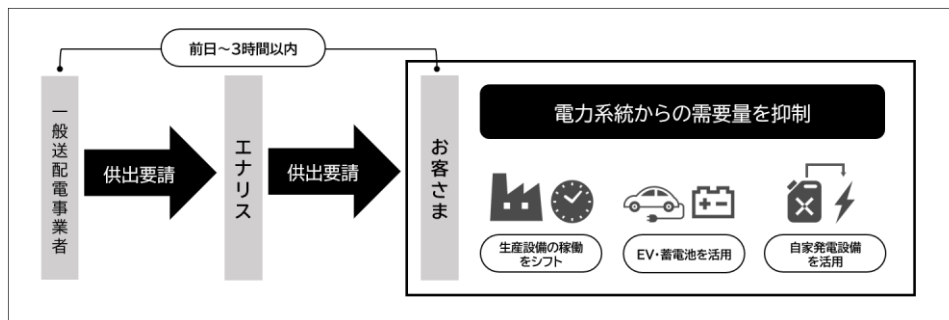 前日～3時間以内
一般送配電事業者
供出要請
エナリス
供出要請
お客さま
電力系統からの需要量を抑制
生産設備の稼働
をシフト
EV・蓄電池を活用
自家発電設備
を活用